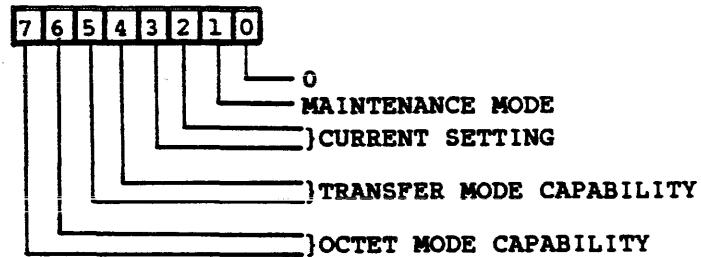 7 6 5 4 3 2 1 0
0
MAINTENANCE MODE
}CURRENT SETTING
}TRANSFER MODE CAPABILITY
}OCTET MODE CAPABILITY